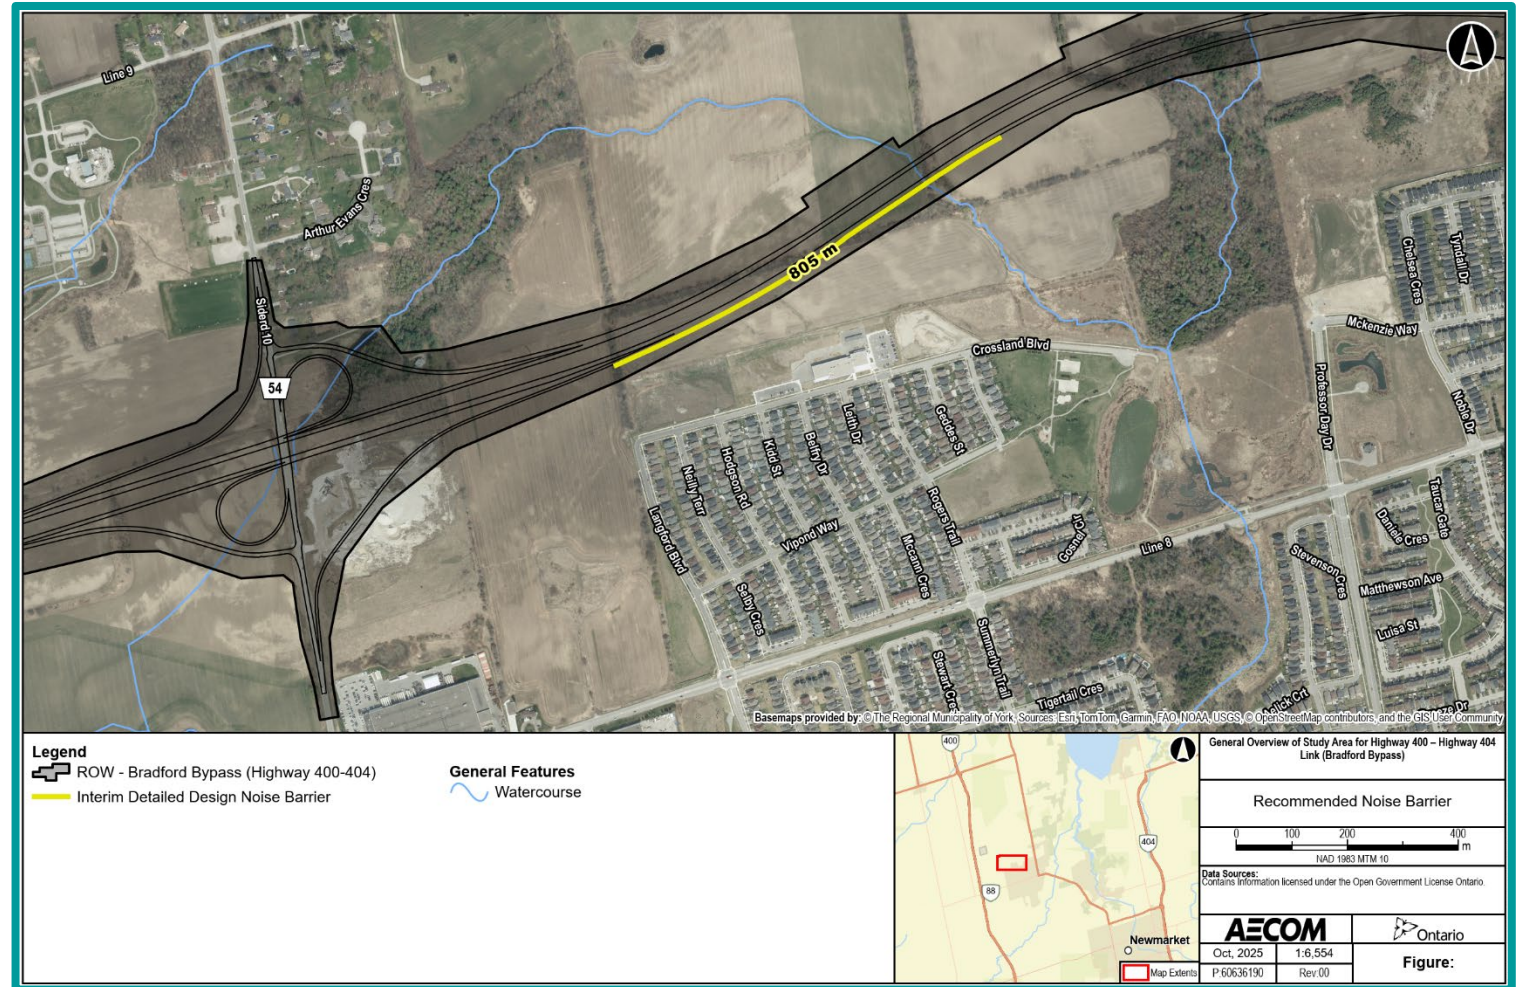 Line 9
Arthur Evans Cres
Siderd 10
54
805 m
Crossland Blvd
Chelsea Cres
Tyndall Dr
Mckenzie Way
Professor Day Dr
Noble Dr
Geddes St
Leith Dr
Belfry Dr
Kidd St
Hodgson Rd
Neilly Terr
Langford Blvd
Vipond Way
Rogers Trail
Mccann Cres
Selby Cres
Gosnel Cir
Line 8
Taucar Gate
Daniele Cres
Stevenson Cres
Matthewson Ave
Luisa St
Summerlyn Trail
Stewart Cres
Tigertail Cres
Crt
Dr
Basemaps provided by: © The Regional Municipality of York, Sources: Esri, TomTom, Garmin, FAO, NOAA, USGS, © OpenStreetMap contributors, and the GIS User Community
Legend
ROW - Bradford Bypass (Highway 400-404)
Interim Detailed Design Noise Barrier
General Features
Watercourse
400
404
88
Newmarket
Map Extents
General Overview of Study Area for Highway 400 – Highway 404
Link (Bradford Bypass)
Recommended Noise Barrier
0 100 200 400
m
NAD 1983 MTM 10
Data Sources:
Contains Information licensed under the Open Government License Ontario.
AECOM
Ontario
Oct, 2025
1:6,554
P:60636190
Rev:00
Figure: